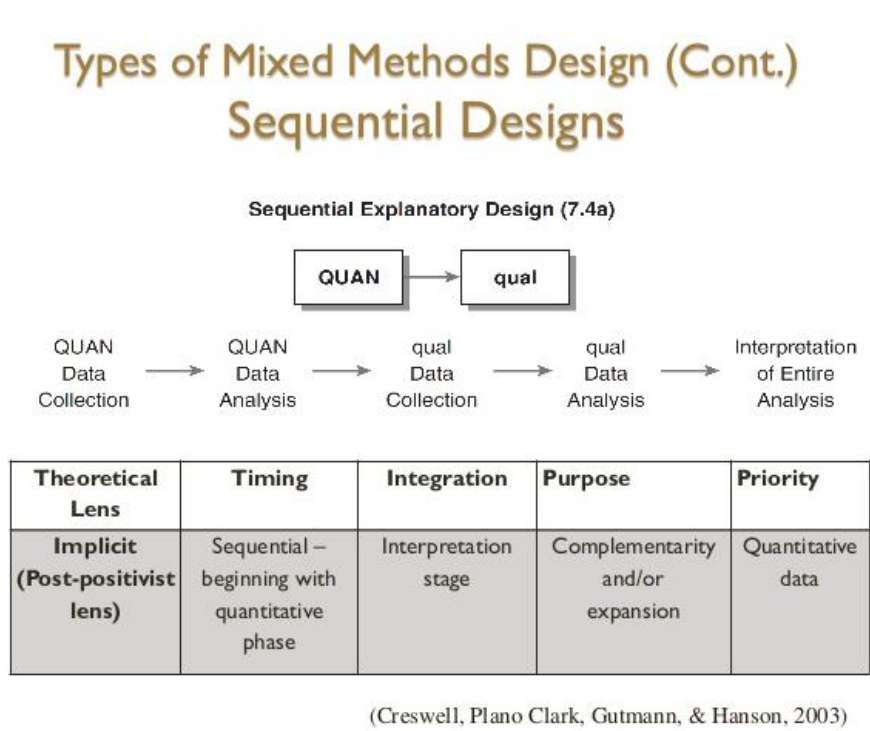 Types of Mixed Methods Design (Cont.)
Sequential Designs
Sequential Explanatory Design (7.4a)
QUAN
qual
QUAN
Data
Collection
QUAN
Data
Analysis
qual
Data
Collection
qual
Data
Analysis
Interpretation
of Entire
Analysis
Theoretical
Lens
Timing
Integration
Purpose
Priority
Implicit
(Post-positivist
lens)
Sequential –
beginning with
quantitative
phase
Interpretation
stage
Complementarity
and/or
expansion
Quantitative
data
(Creswell, Plano Clark, Gutmann, & Hanson, 2003)